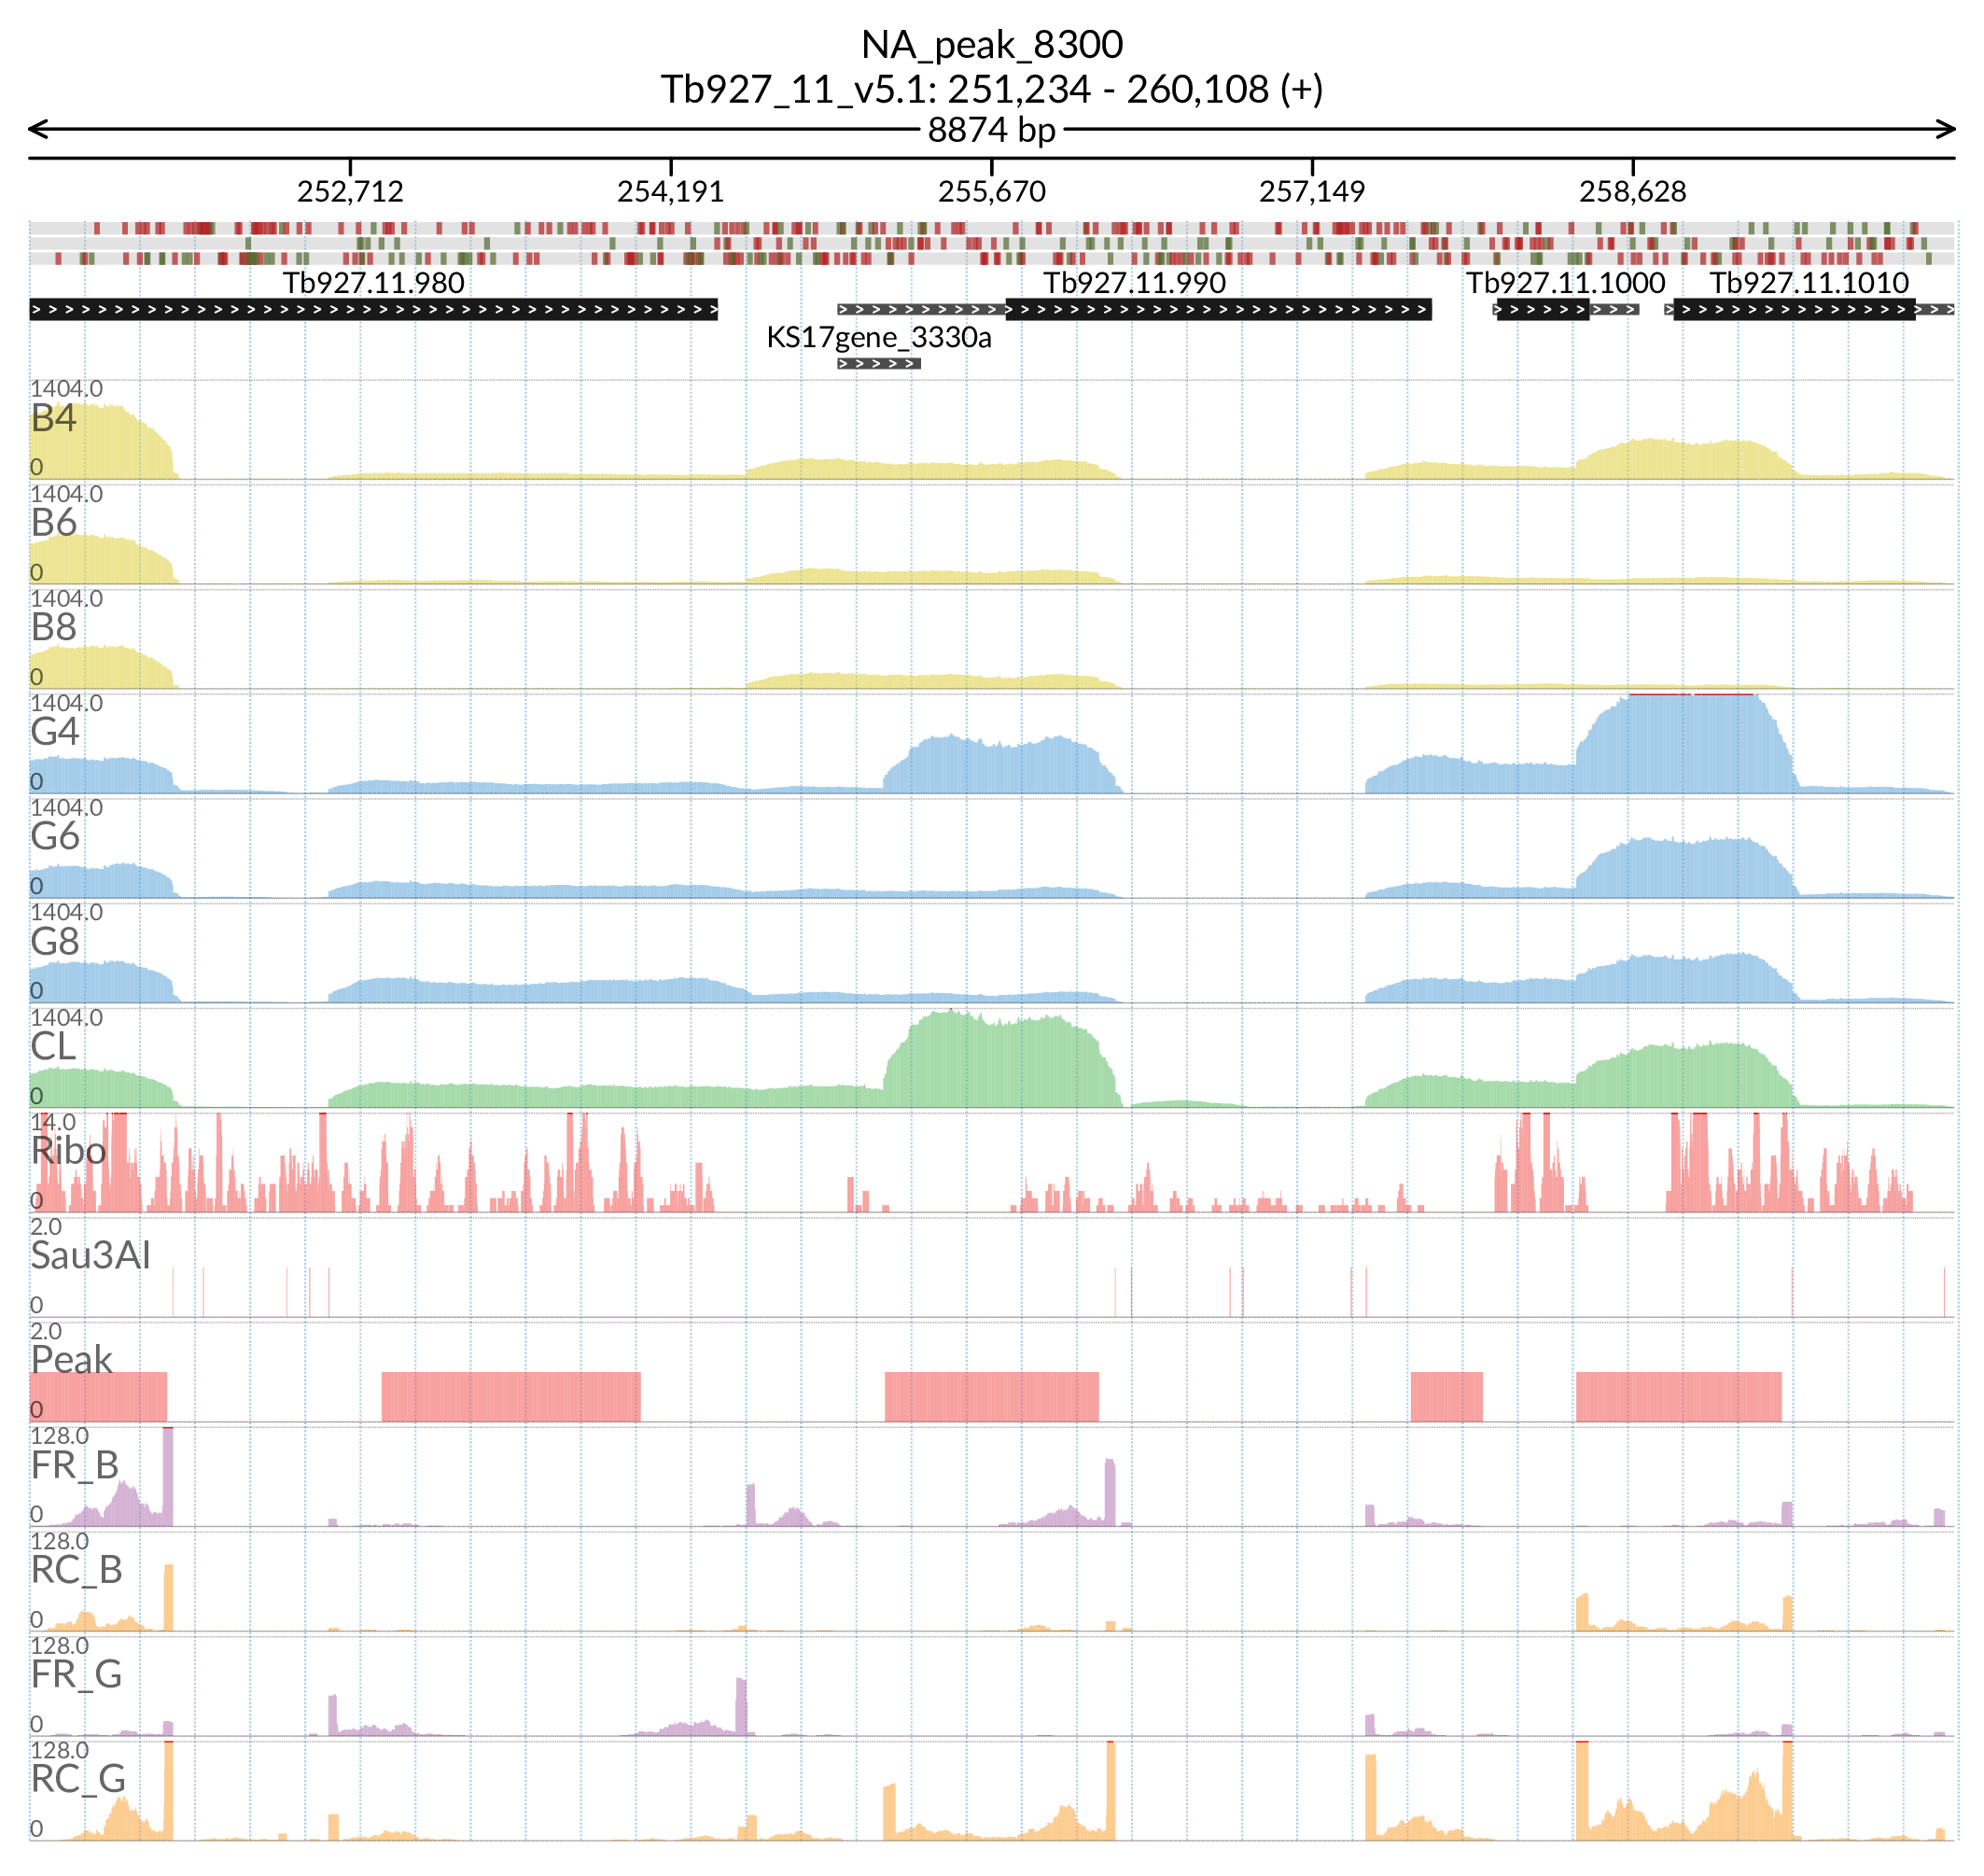 NA_peak_8300
Tb927_11_v5.1: 251,234 - 260,108 (+)
8874 bp
252,712 254,191 255,670 257,149 258,628
Tb927.11.980 Tb927.11.990 Tb927.11.1000 Tb927.11.1010
KS17gene_3330a
1404.0
B4
0
1404.0
B6
0
1404.0
B8
0
1404.0
G4
0
1404.0
G6
0
1404.0
G8
0
1404.0
CL
0
14.0
Ribo
0
2.0
Sau3AI
0
2.0
Peak
0
128.0
FR_B
0
128.0
RC_B
0
128.0
FR_G
0
128.0
RC_G
0